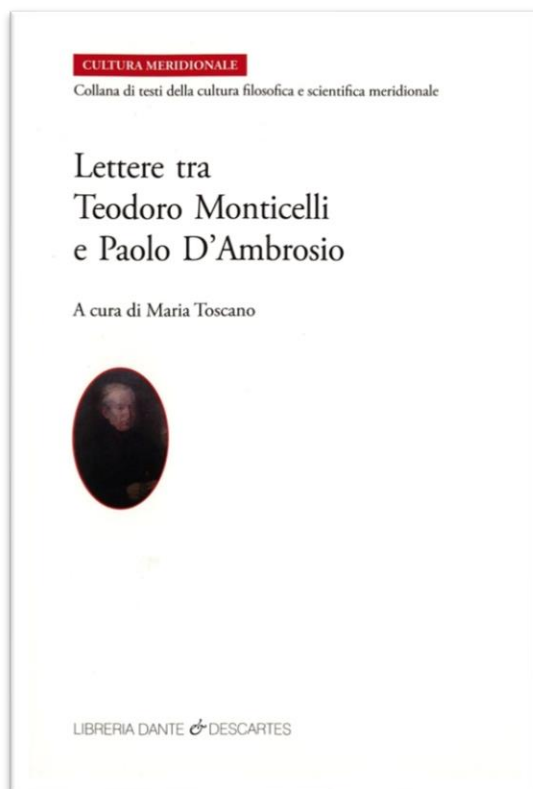 CULTURA MERIDIONALE
Collana di testi della cultura filosofica e scientifica meridionale
Lettere tra
Teodoro Monticelli
e Paolo D'Ambrosio
A cura di Maria Toscano
LIBRERIA DANTE & DESCARTES